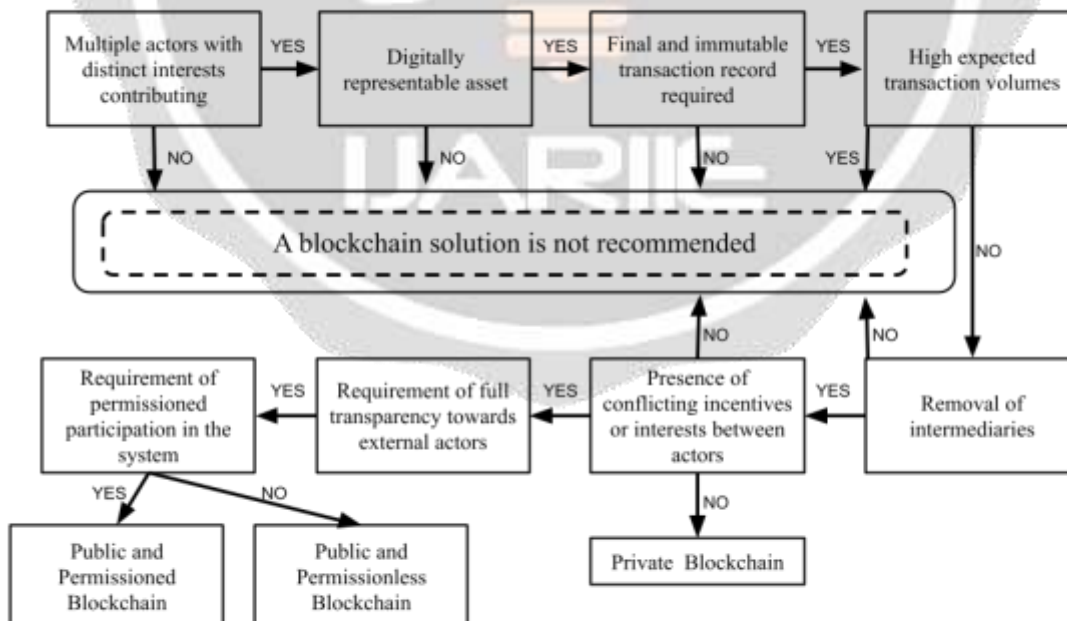 Multiple actors with
distinct interests
contributing
YES
Digitally
representable asset
YES
Final and immutable
transaction record
required
YES
High expected
transaction volumes
NO
NO
NO
YES
IJARIIE
A blockchain solution is not recommended
NO
NO
NO
Requirement of
permissioned
participation in the
system
YES
Requirement of full
transparency towards
external actors
YES
Presence of
conflicting incentives
or interests between
actors
YES
Removal of
intermediaries
YES
NO
NO
Public and
Permissioned
Blockchain
Public and
Permissionless
Blockchain
Private Blockchain